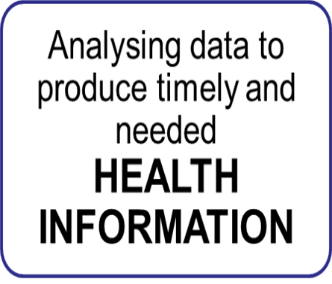 Analysing data to
produce timely and
needed
HEALTH
INFORMATION